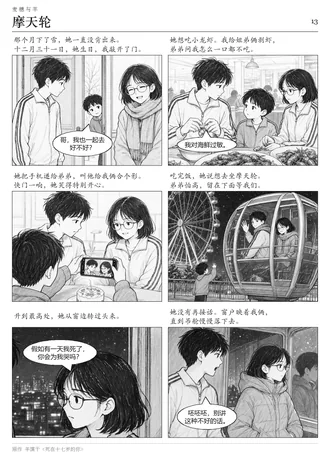 摩天轮
13
那个月下了雪，她一直没肯出来。
十二月三十一日，她生日，我敲开了门。
哥，我也一起去
好不好？
她想吃小龙虾，我给姐弟俩剥虾，
弟弟问我怎么一口都不吃。
我对海鲜过敏。
她把手机递给弟弟，叫他给我俩合个影。
快门一响，她笑得特别开心。
吃完饭，她说想去坐摩天轮。
弟弟怕高，留在下面等我们。
升到最高处，她从窗边转过头来。
假如有一天我死了，
你会为我哭吗？
她没有再接话，窗户映着我俩，
直到吊舱慢慢落下去。
呸呸呸，别讲
这种不好的话。